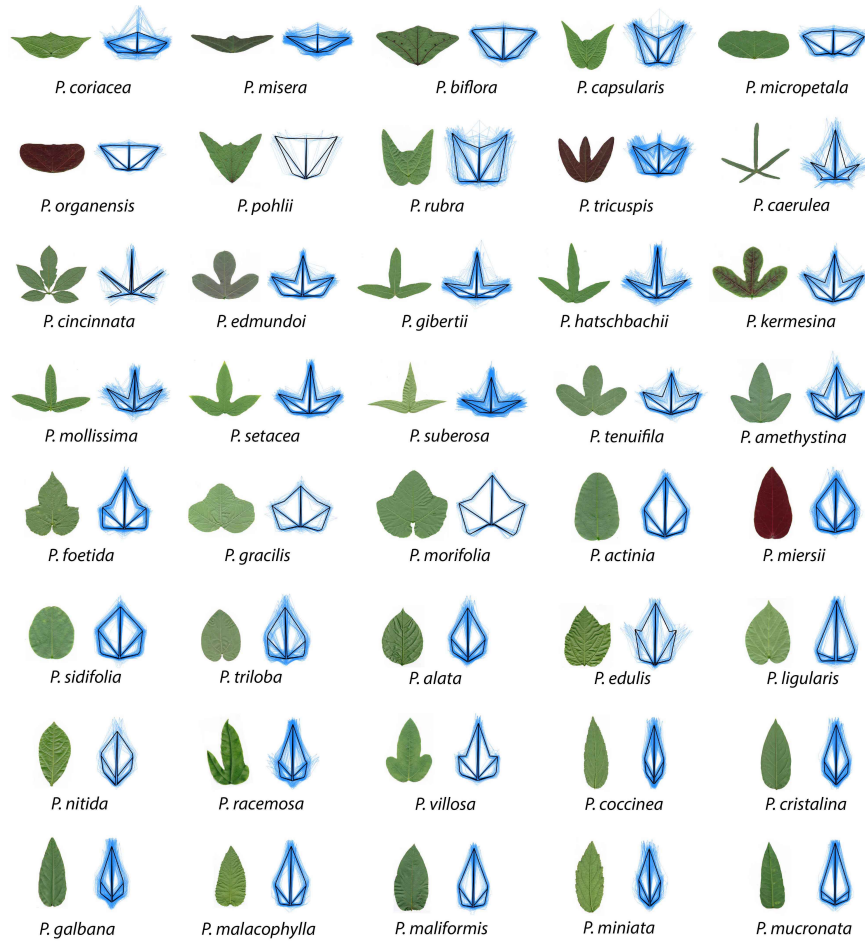 P. coriacea P. misera P. biflora P. capsularis P. micropetala
P. organensis P. pohlii P. rubra P. tricuspis P. caerulea
P. cincinnata P. edmundoi P. gibertii P. hatschbachii P. kermesina
P. mollissima P. setacea P. suberosa P. tenuifila P. amethystina
P. foetida P. gracilis P. morifolia P. actinia P. miersii
P. sidifolia P. triloba P. alata P. edulis P. ligularis
P. nitida P. racemosa P. villosa P. coccinea P. cristalina
P. galbana P. malacophylla P. maliformis P. miniata P. mucronata